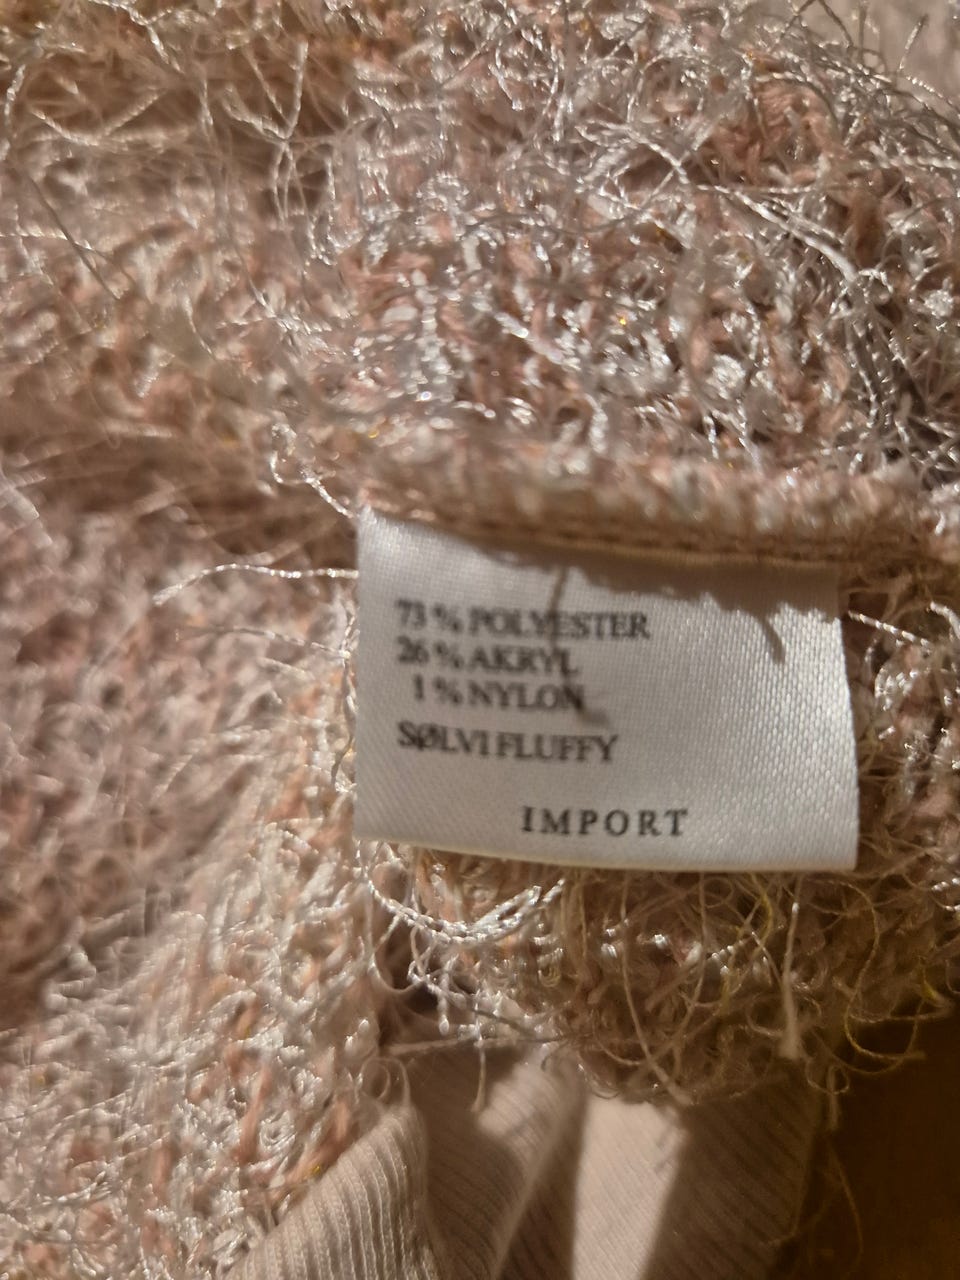 73 % POLYESTER
26 % AKRYL
1 % NYLON
SØLVI FLUFFY
IMPORT